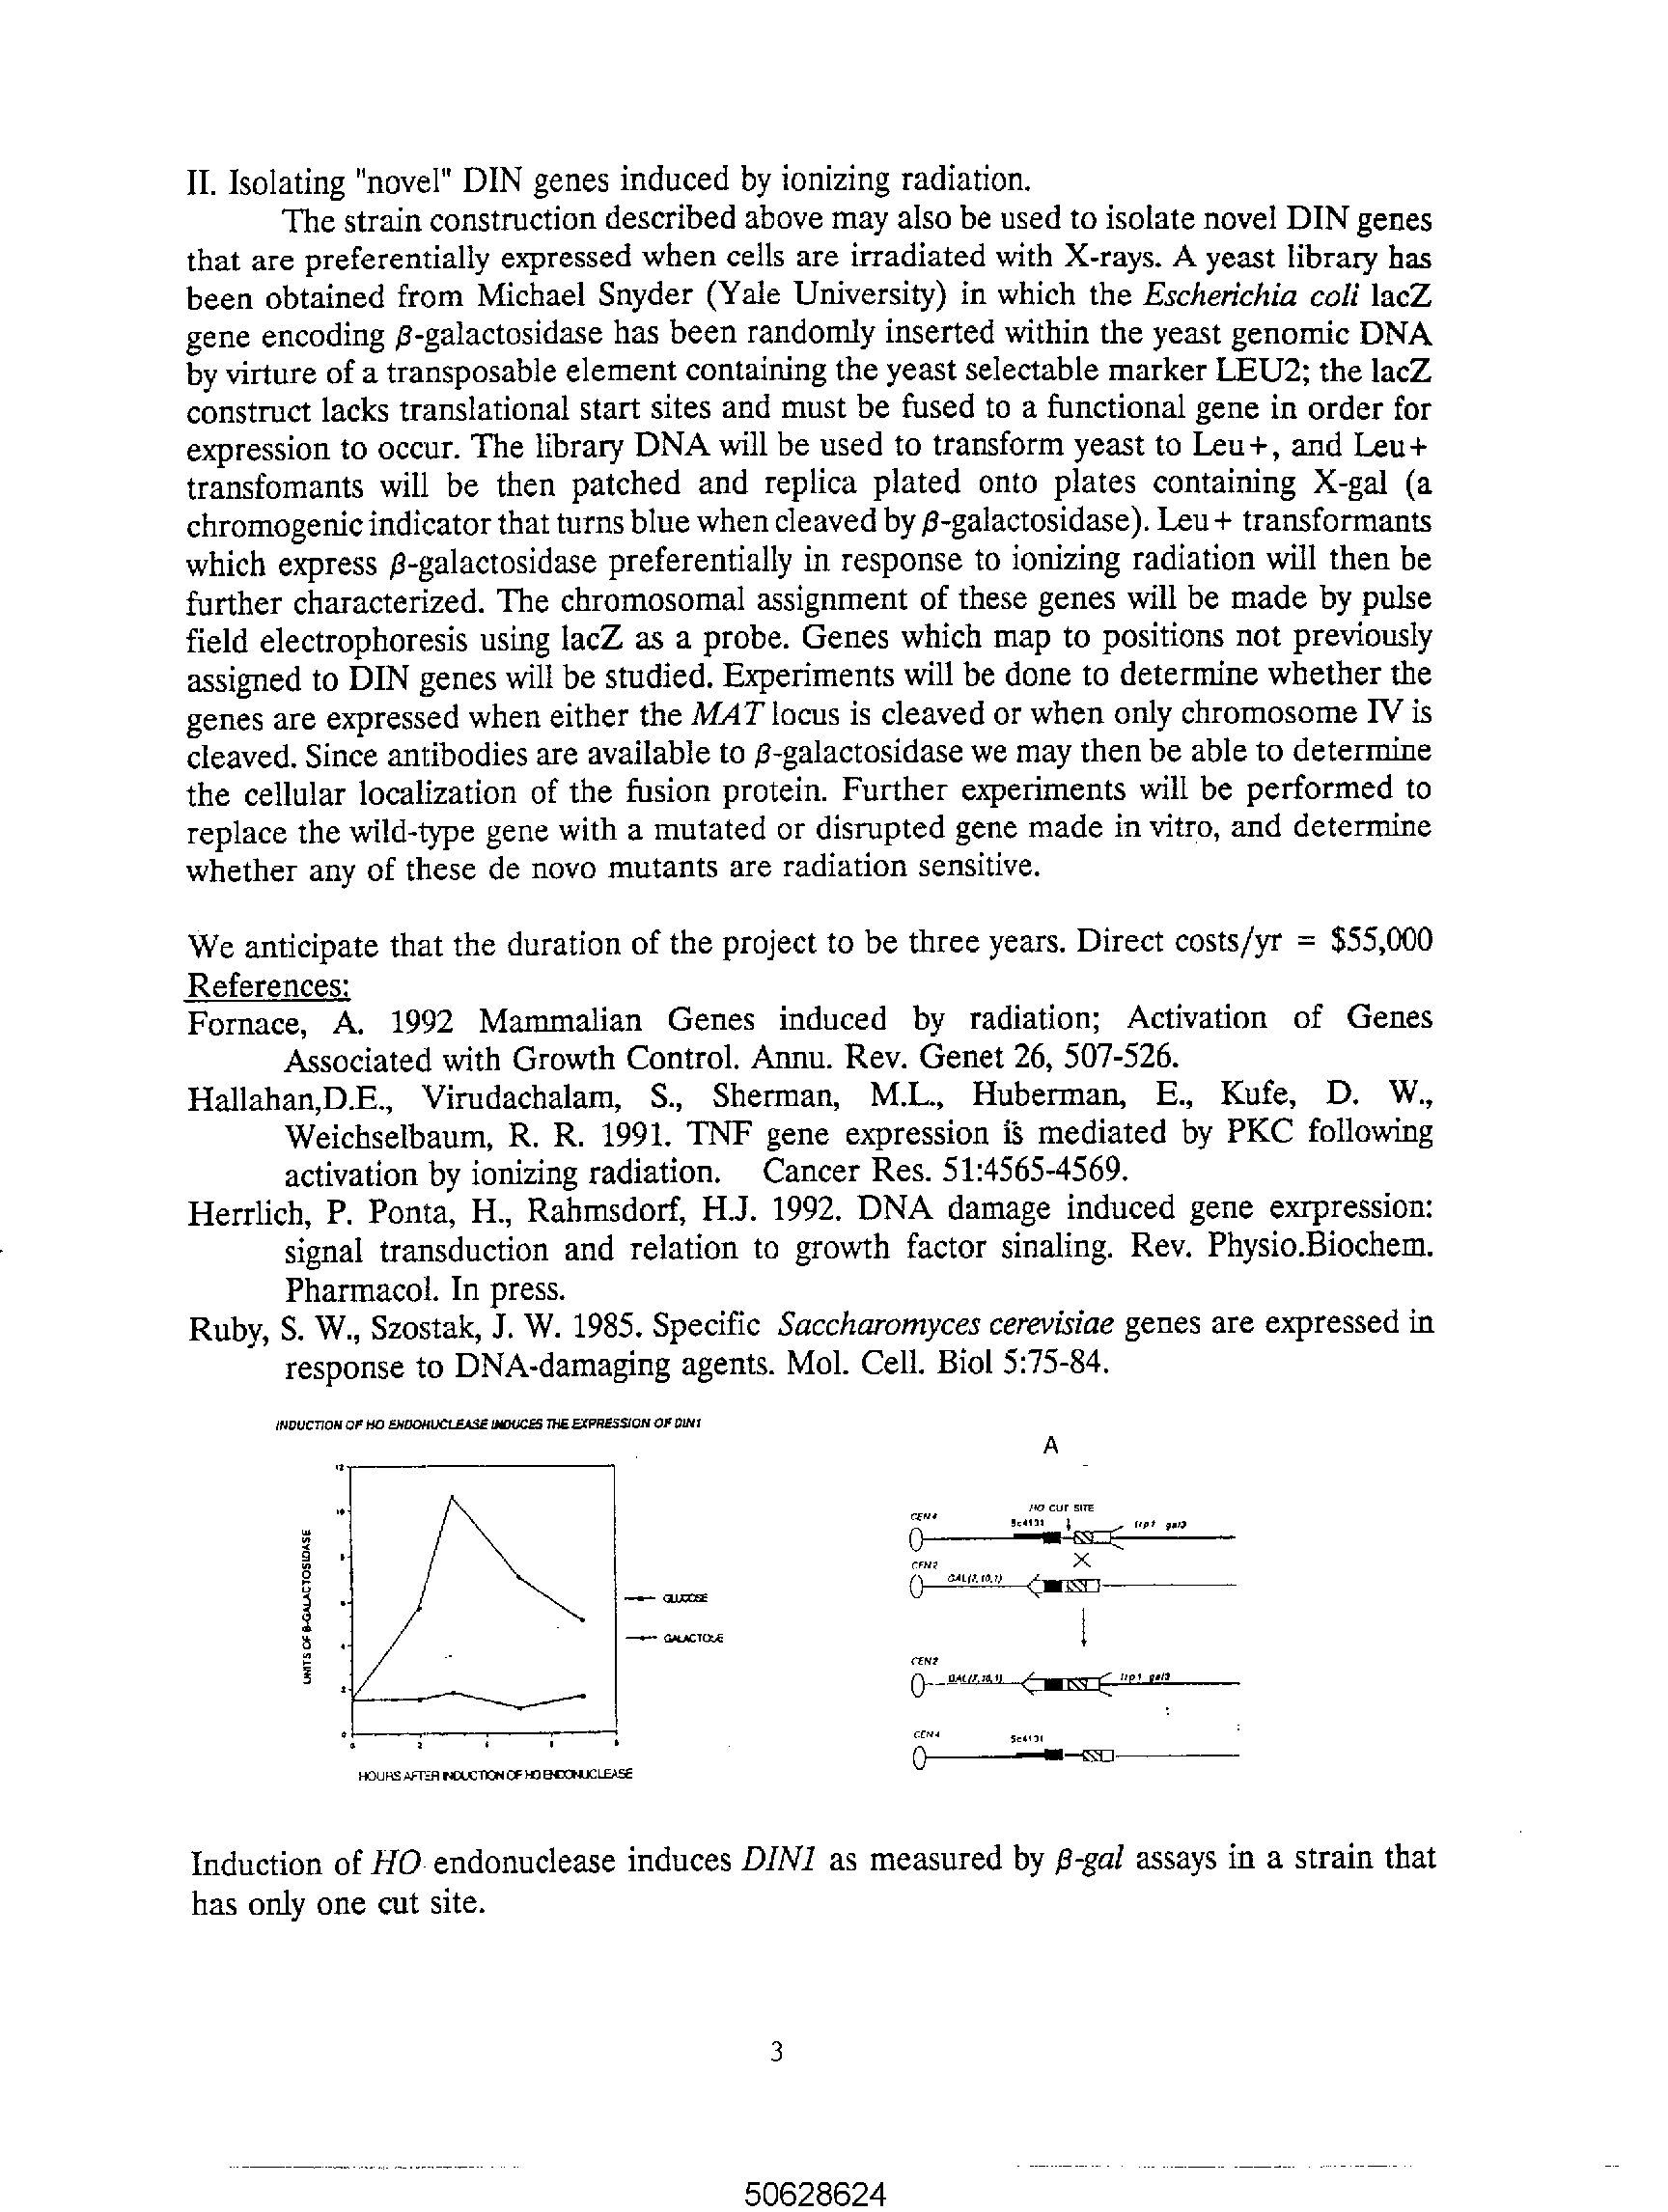 II. Isolating "novel" DIN genes induced by ionizing radiation.
The strain construction described above may also be used to isolate novel DIN genes
that are preferentially expressed when cells are irradiated with X-rays. A yeast library has
been obtained from Michael Snyder (Yale University) in which the Escherichia coli lacZ
gene encoding β-galactosidase has been randomly inserted within the yeast genomic DNA
by virture of a transposable element containing the yeast selectable marker LEU2; the lacZ
construct lacks translational start sites and must be fused to a functional gene in order for
expression to occur. The library DNA will be used to transform yeast to Leu+, and Leu+
transfomants will be then patched and replica plated onto plates containing X-gal (a
chromogenic indicator that turns blue when cleaved by β-galactosidase). Leu+ transformants
which express β-galactosidase preferentially in response to ionizing radiation will then be
further characterized. The chromosomal assignment of these genes will be made by pulse
field electrophoresis using lacZ as a probe. Genes which map to positions not previously
assigned to DIN genes will be studied. Experiments will be done to determine whether the
genes are expressed when either the MAT locus is cleaved or when only chromosome IV is
cleaved. Since antibodies are available to β-galactosidase we may then be able to determine
the cellular localization of the fusion protein. Further experiments will be performed to
replace the wild-type gene with a mutated or disrupted gene made in vitro, and determine
whether any of these de novo mutants are radiation sensitive.
We anticipate that the duration of the project to be three years. Direct costs/yr = $55,000
References:
Fornace, A. 1992 Mammalian Genes induced by radiation; Activation of Genes
Associated with Growth Control. Annu. Rev. Genet 26, 507-526.
Hallahan,D.E., Virudachalam, S., Sherman, M.L., Huberman, E., Kufe, D. W.,
Weichselbaum, R. R. 1991. TNF gene expression is mediated by PKC following
activation by ionizing radiation. Cancer Res. 51:4565-4569.
Herrlich, P. Ponta, H., Rahmsdorf, H.J. 1992. DNA damage induced gene exrpression:
signal transduction and relation to growth factor sinaling. Rev. Physio.Biochem.
Pharmacol. In press.
Ruby, S. W., Szostak, J. W. 1985. Specific Saccharomyces cerevisiae genes are expressed in
response to DNA-damaging agents. Mol. Cell. Biol 5:75-84.
INDUCTION OF HO ENDONUCLEASE INDUCES THE EXPRESSION OF DIN1
12
10
8
6
4
2
0
UNITS OF β-GALACTOSIDASE
0 2 4 6 8
HOURS AFTER INDUCTION OF HO ENDONUCLEASE
GLUCOSE
GALACTOSE
A
HO CUT SITE
CEN4 Sc4131 trp1 gal3
CEN2 GAL(7,10,1)
X
CEN2 GAL(7,10,1) trp1 gal3
CEN4 Sc4131
Induction of HO endonuclease induces DIN1 as measured by β-gal assays in a strain that
has only one cut site.
3
50628624